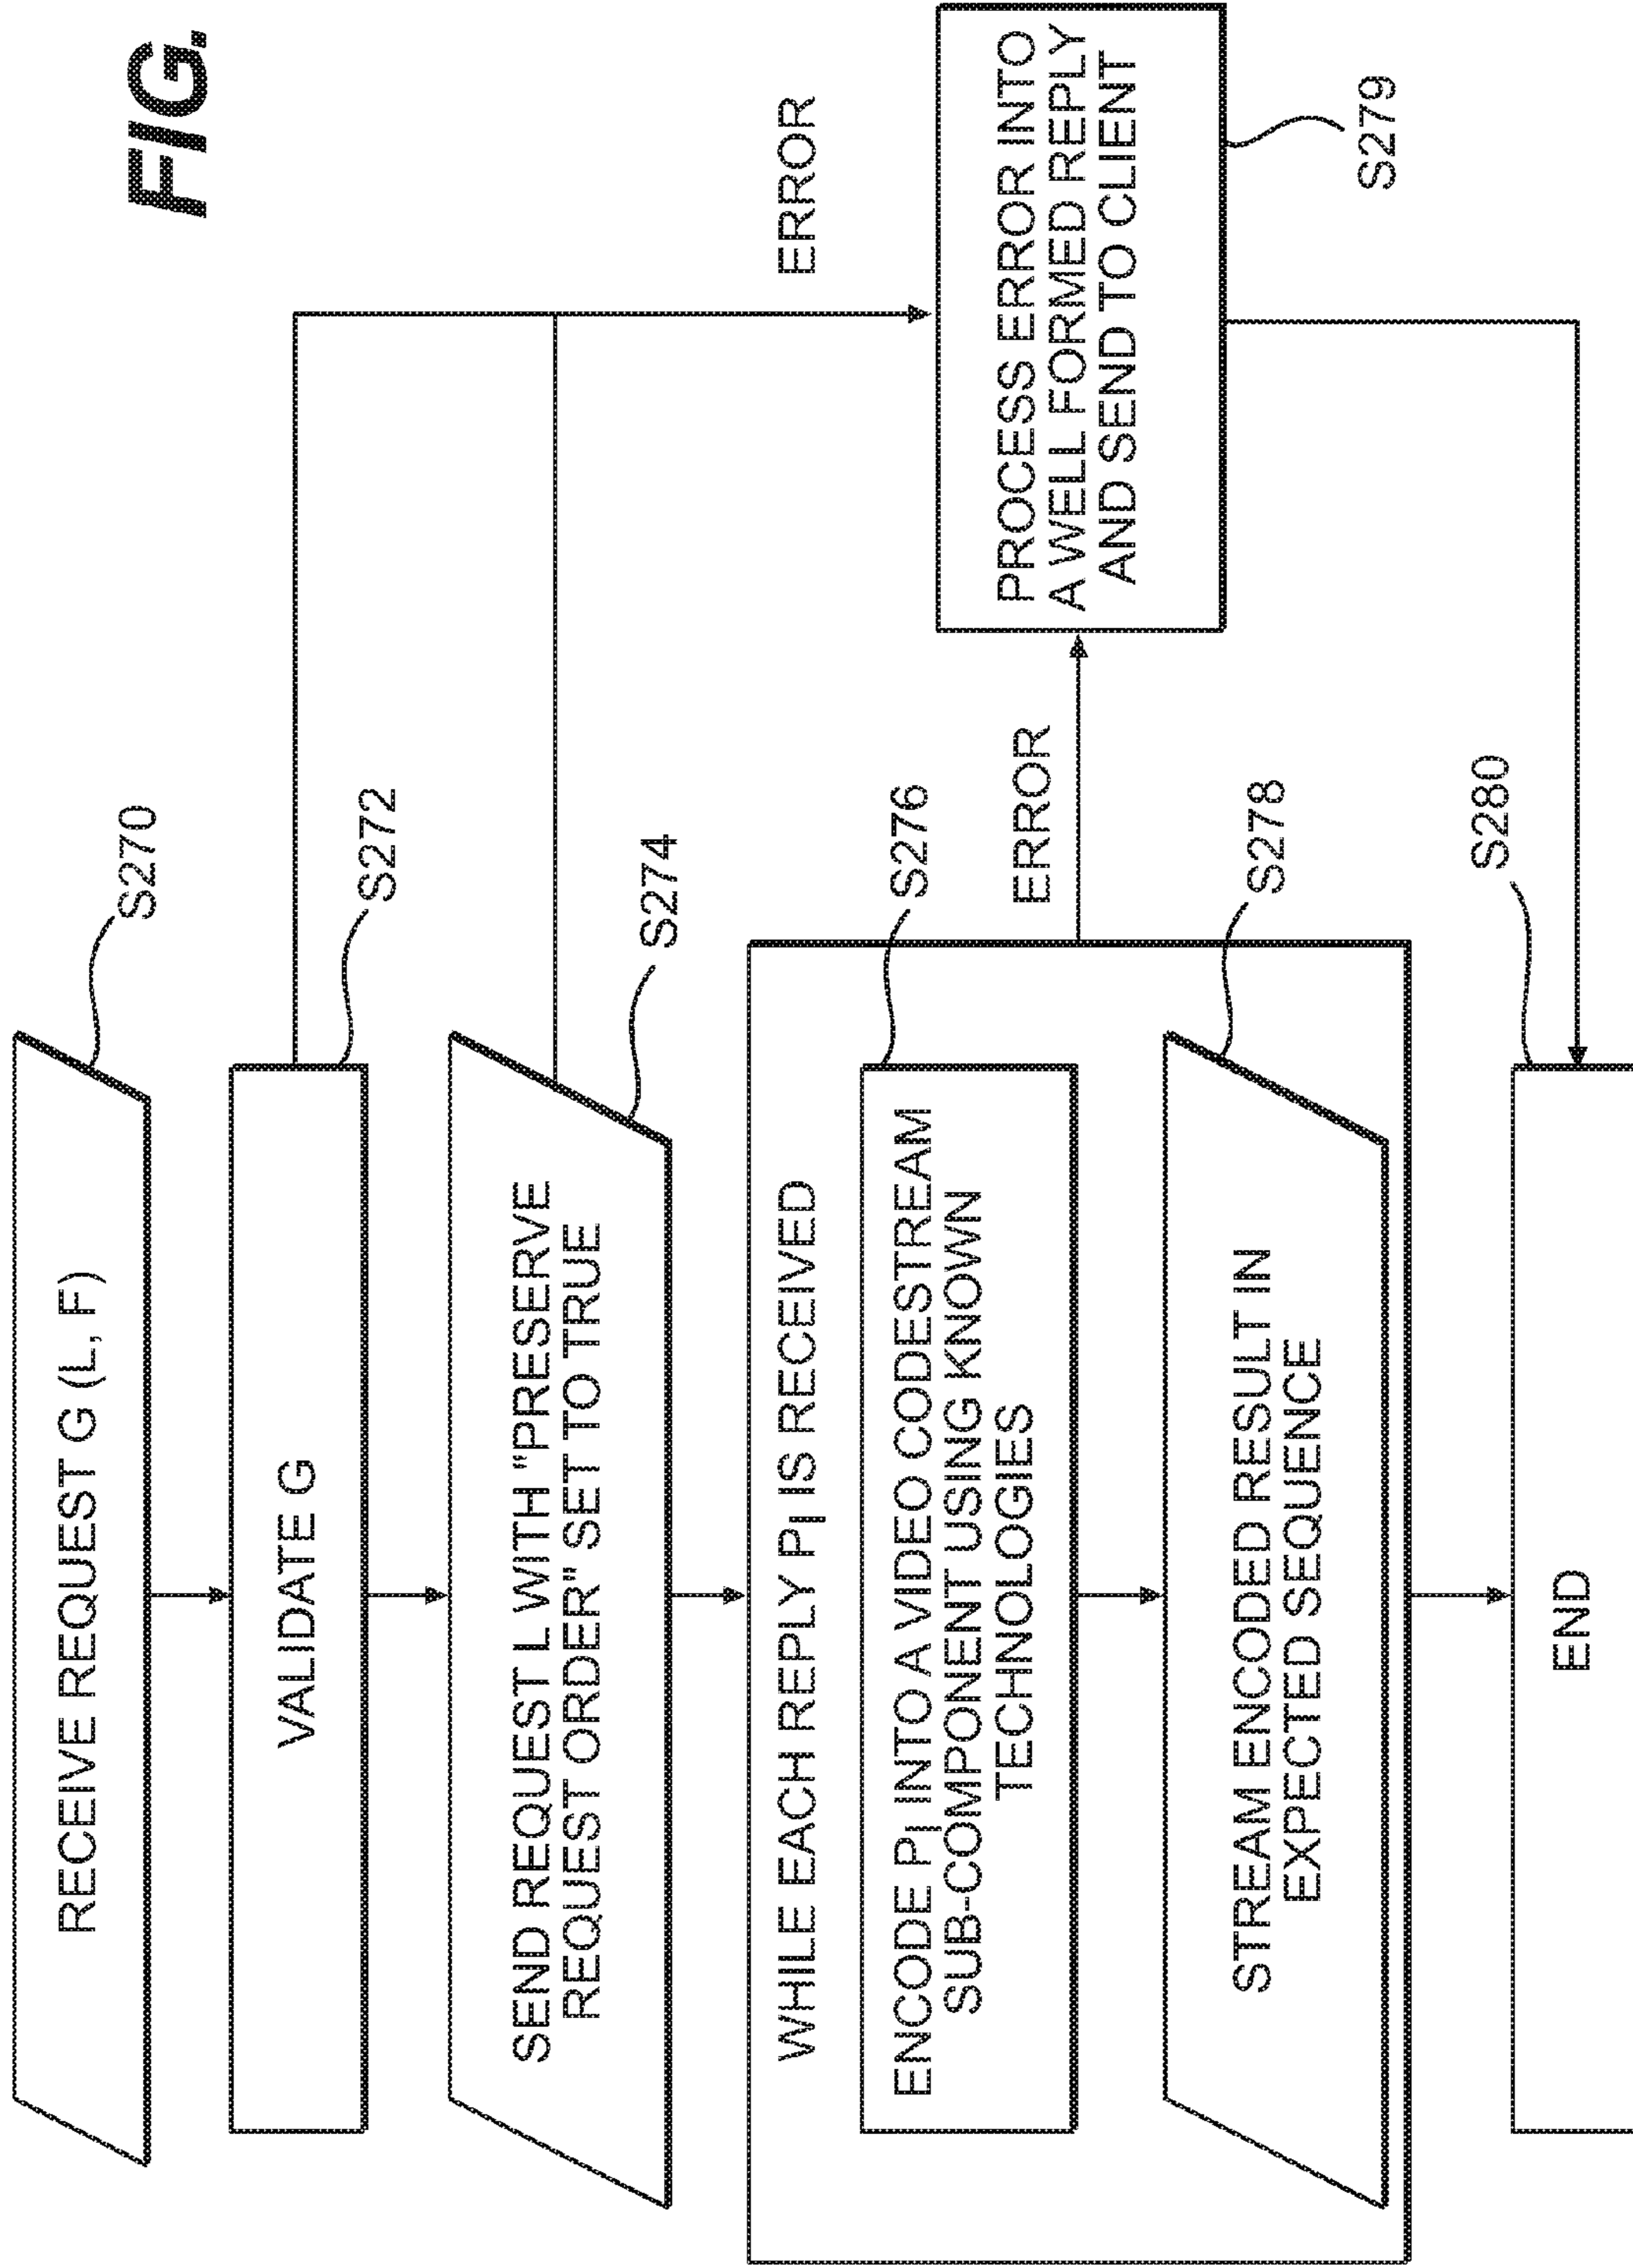 FIG.
RECEIVE REQUEST G (L, F)
S270
VALIDATE G
S272
SEND REQUEST L WITH "PRESERVE
REQUEST ORDER" SET TO TRUE
S274
ERROR
WHILE EACH REPLY PI IS RECEIVED
ENCODE PI INTO A VIDEO CODESTREAM
SUB-COMPONENT USING KNOWN
TECHNOLOGIES
S276
ERROR
PROCESS ERROR INTO
A WELL FORMED REPLY
AND SEND TO CLIENT
S279
STREAM ENCODED RESULT IN
EXPECTED SEQUENCE
S278
END
S280